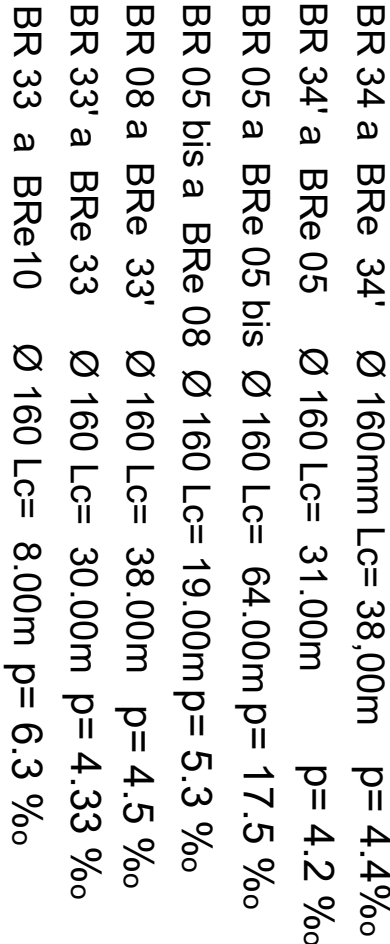 BR 34 a BRe 34' Ø 160mm Lc= 38,00m p= 4.4‰
BR 34' a BRe 05 Ø 160 Lc= 31.00m p= 4.2 ‰
BR 05 a BRe 05 bis Ø 160 Lc= 64.00m p= 17.5 ‰
BR 05 bis a BRe 08 Ø 160 Lc= 19.00m p= 5.3 ‰
BR 08 a BRe 33' Ø 160 Lc= 38.00m p= 4.5 ‰
BR 33' a BRe 33 Ø 160 Lc= 30.00m p= 4.33 ‰
BR 33 a BRe10 Ø 160 Lc= 8.00m p= 6.3 ‰